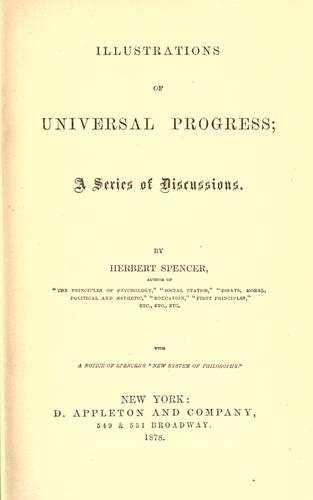 ILLUSTRATIONS
OF
UNIVERSAL PROGRESS;
A Series of Discussions.
BY
HERBERT SPENCER,
AUTHOR OF
"THE PRINCIPLES OF PSYCHOLOGY," "SOCIAL STATICS," "ESSAYS, MORAL,
POLITICAL AND ÆSTHETIC," "EDUCATION," "FIRST PRINCIPLES,"
ETC., ETC., ETC.
WITH
A NOTICE OF SPENCER'S "NEW SYSTEM OF PHILOSOPHY."
NEW YORK:
D. APPLETON AND COMPANY,
549 & 551 BROADWAY.
1878.